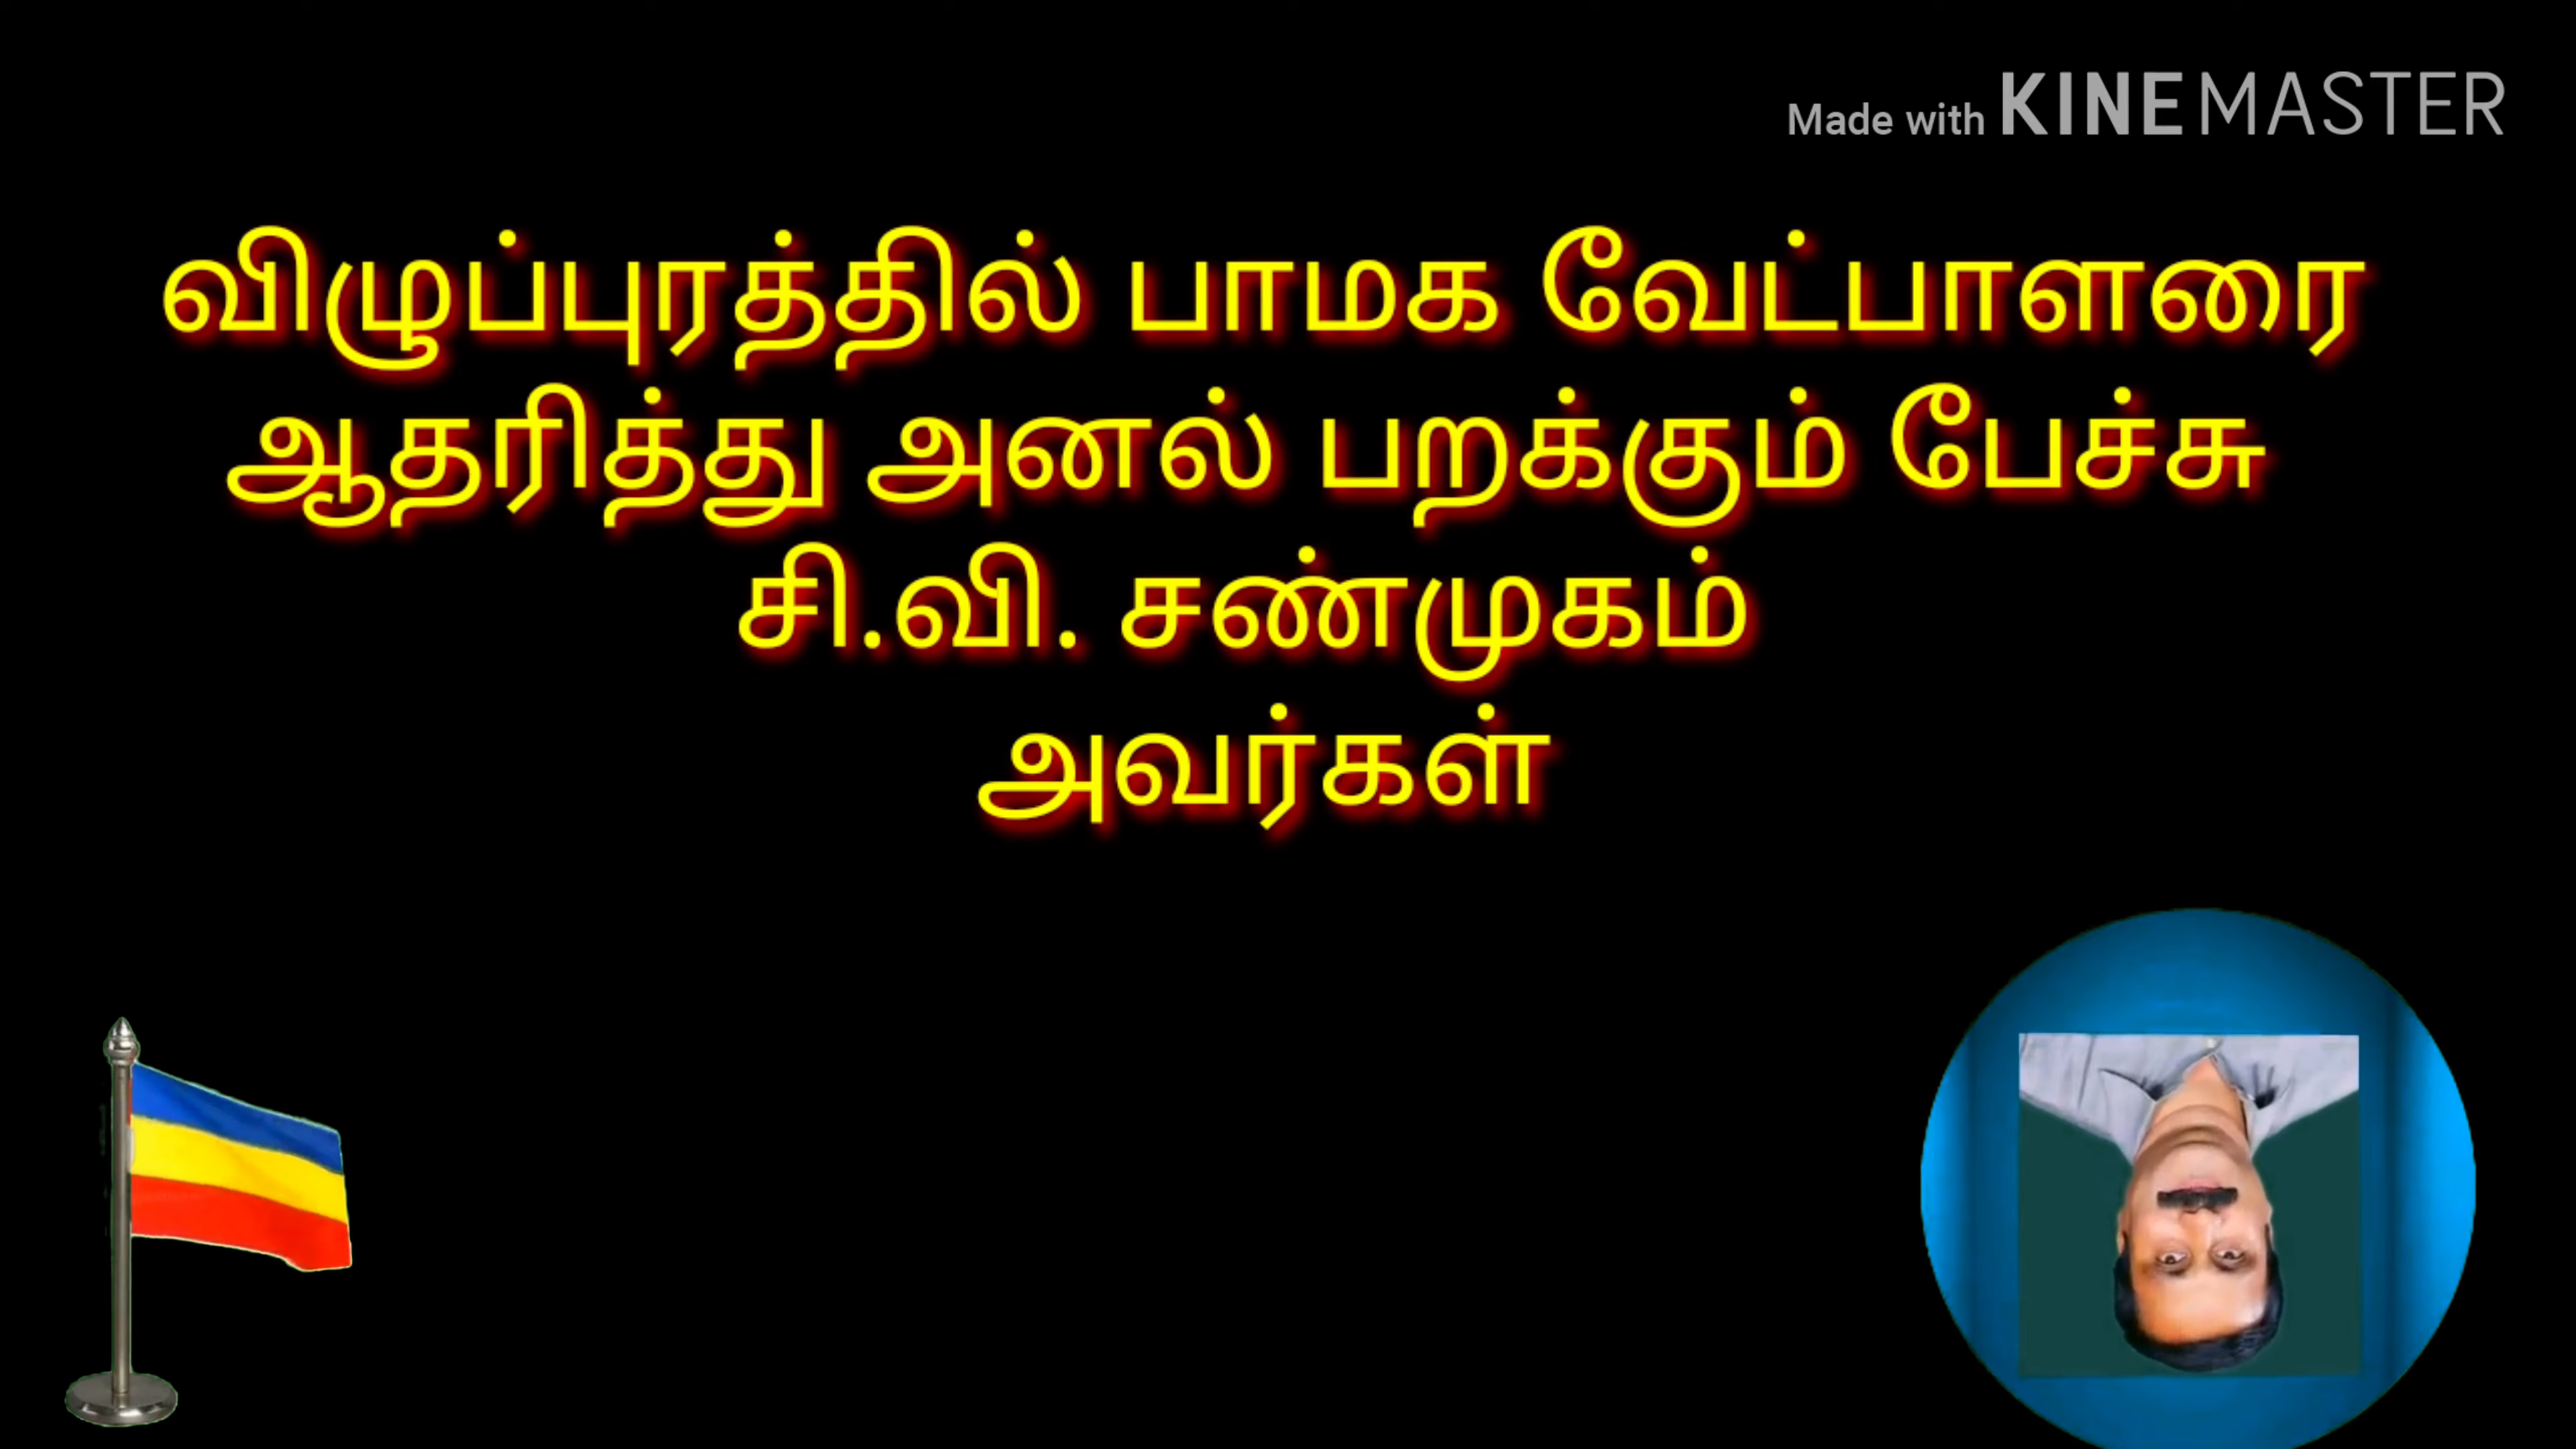 Made with KINEMASTER
விழுப்புரத்தில் பாமக வேட்பாளரை
ஆதரித்து அனல் பறக்கும் பேச்சு
சி.வி. சண்முகம்
அவர்கள்